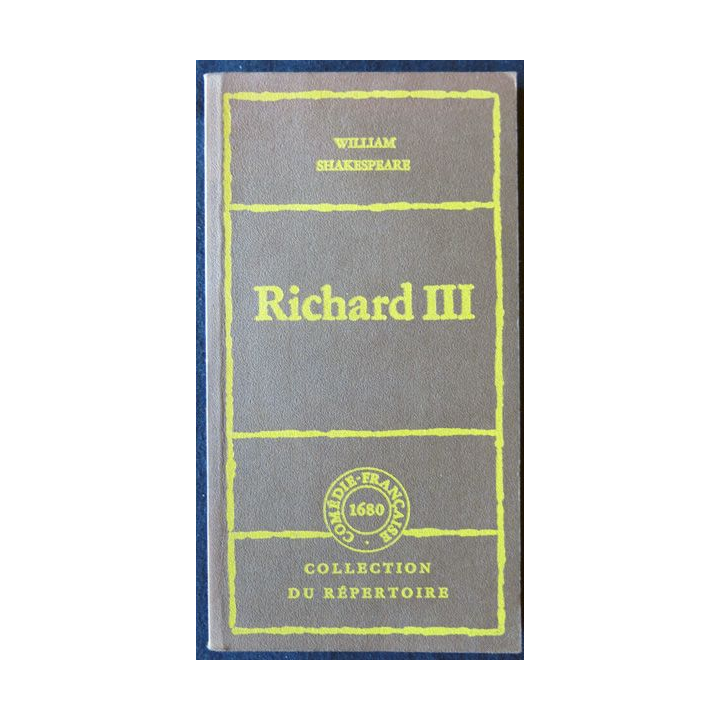 WILLIAM
SHAKESPEARE
Richard III
COMÉDIE-FRANÇAISE
1680
COLLECTION
DU RÉPERTOIRE